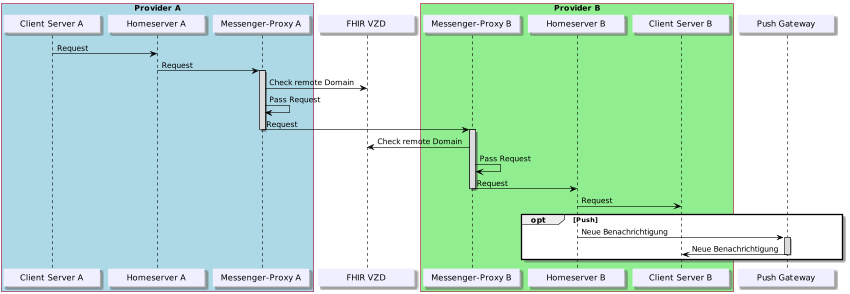 Provider A
Provider B
Client Server A
Homeserver A
Messenger-Proxy A
FHIR VZD
Messenger-Proxy B
Homeserver B
Client Server B
Push Gateway
Request
Request
Check remote Domain
Pass Request
Request
Check remote Domain
Pass Request
Request
Request
opt
[Push]
Neue Benachrichtigung
Neue Benachrichtigung
Client Server A
Homeserver A
Messenger-Proxy A
FHIR VZD
Messenger-Proxy B
Homeserver B
Client Server B
Push Gateway